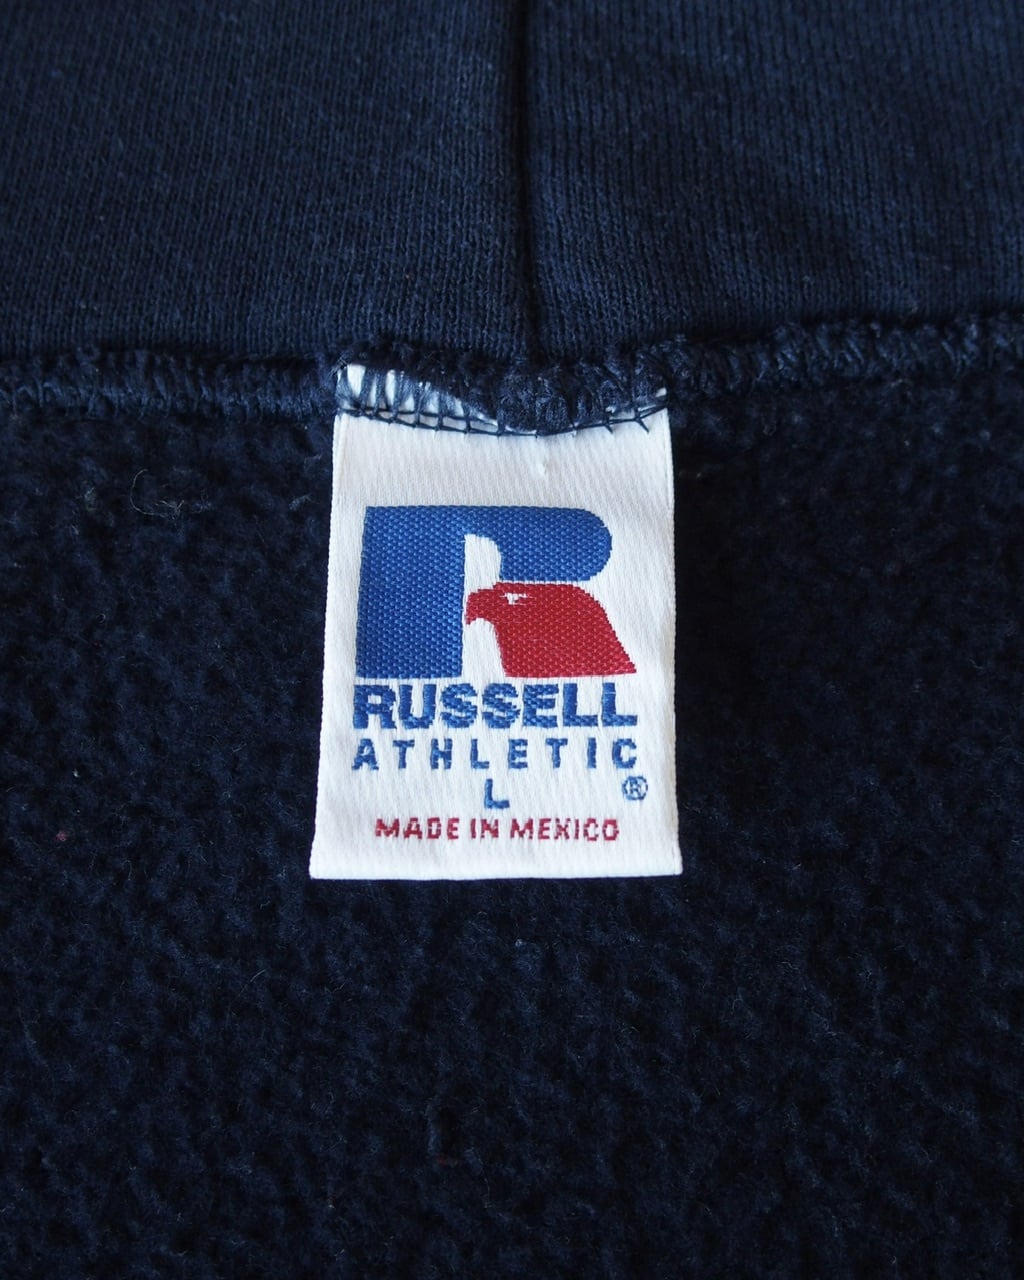 R
RUSSELL
ATHLETIC
L ®
MADE IN MEXICO